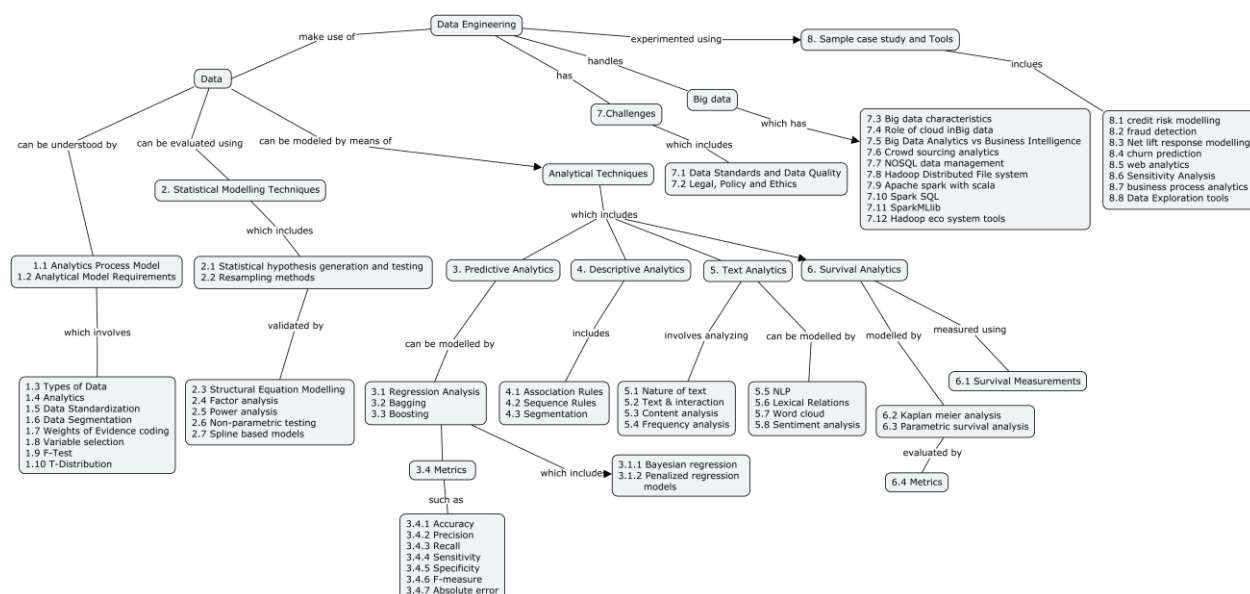 Data Engineering
make use of
experimented using
8. Sample case study and Tools
handles
has
inclues
Data
Big data
7.Challenges
which has
7.3 Big data characteristics
7.4 Role of cloud inBig data
7.5 Big Data Analytics vs Business Intelligence
7.6 Crowd sourcing analytics
7.7 NOSQL data management
7.8 Hadoop Distributed File system
7.9 Apache spark with scala
7.10 Spark SQL
7.11 SparkMLlib
7.12 Hadoop eco system tools
8.1 credit risk modelling
8.2 fraud detection
8.3 Net lift response modelling
8.4 churn prediction
8.5 web analytics
8.6 Sensitivity Analysis
8.7 business process analytics
8.8 Data Exploration tools
can be understood by
can be evaluated using
can be modeled by means of
which includes
7.1 Data Standards and Data Quality
7.2 Legal, Policy and Ethics
Analytical Techniques
2. Statistical Modelling Techniques
which includes
which includes
1.1 Analytics Process Model
1.2 Analytical Model Requirements
2.1 Statistical hypothesis generation and testing
2.2 Resampling methods
3. Predictive Analytics
4. Descriptive Analytics
5. Text Analytics
6. Survival Analytics
which involves
validated by
can be modelled by
includes
involves analyzing
can be modelled by
modelled by
measured using
1.3 Types of Data
1.4 Analytics
1.5 Data Standardization
1.6 Data Segmentation
1.7 Weights of Evidence coding
1.8 Variable selection
1.9 F-Test
1.10 T-Distribution
2.3 Structural Equation Modelling
2.4 Factor analysis
2.5 Power analysis
2.6 Non-parametric testing
2.7 Spline based models
3.1 Regression Analysis
3.2 Bagging
3.3 Boosting
4.1 Association Rules
4.2 Sequence Rules
4.3 Segmentation
5.1 Nature of text
5.2 Text & interaction
5.3 Content analysis
5.4 Frequency analysis
5.5 NLP
5.6 Lexical Relations
5.7 Word cloud
5.8 Sentiment analysis
6.1 Survival Measurements
6.2 Kaplan meier analysis
6.3 Parametric survival analysis
evaluated by
6.4 Metrics
3.4 Metrics
which includes
3.1.1 Bayesian regression
3.1.2 Penalized regression
models
such as
3.4.1 Accuracy
3.4.2 Precision
3.4.3 Recall
3.4.4 Sensitivity
3.4.5 Specificity
3.4.6 F-measure
3.4.7 Absolute error